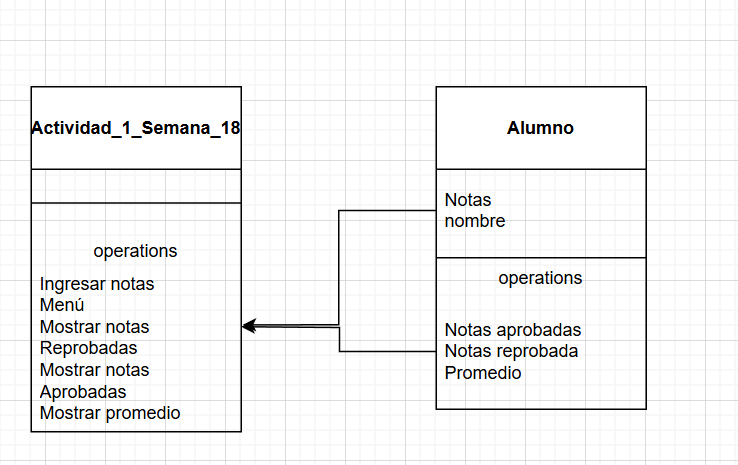 Actividad_1_Semana_18
operations
Ingresar notas
Menú
Mostrar notas
Reprobadas
Mostrar notas
Aprobadas
Mostrar promedio
Alumno
Notas
nombre
operations
Notas aprobadas
Notas reprobada
Promedio